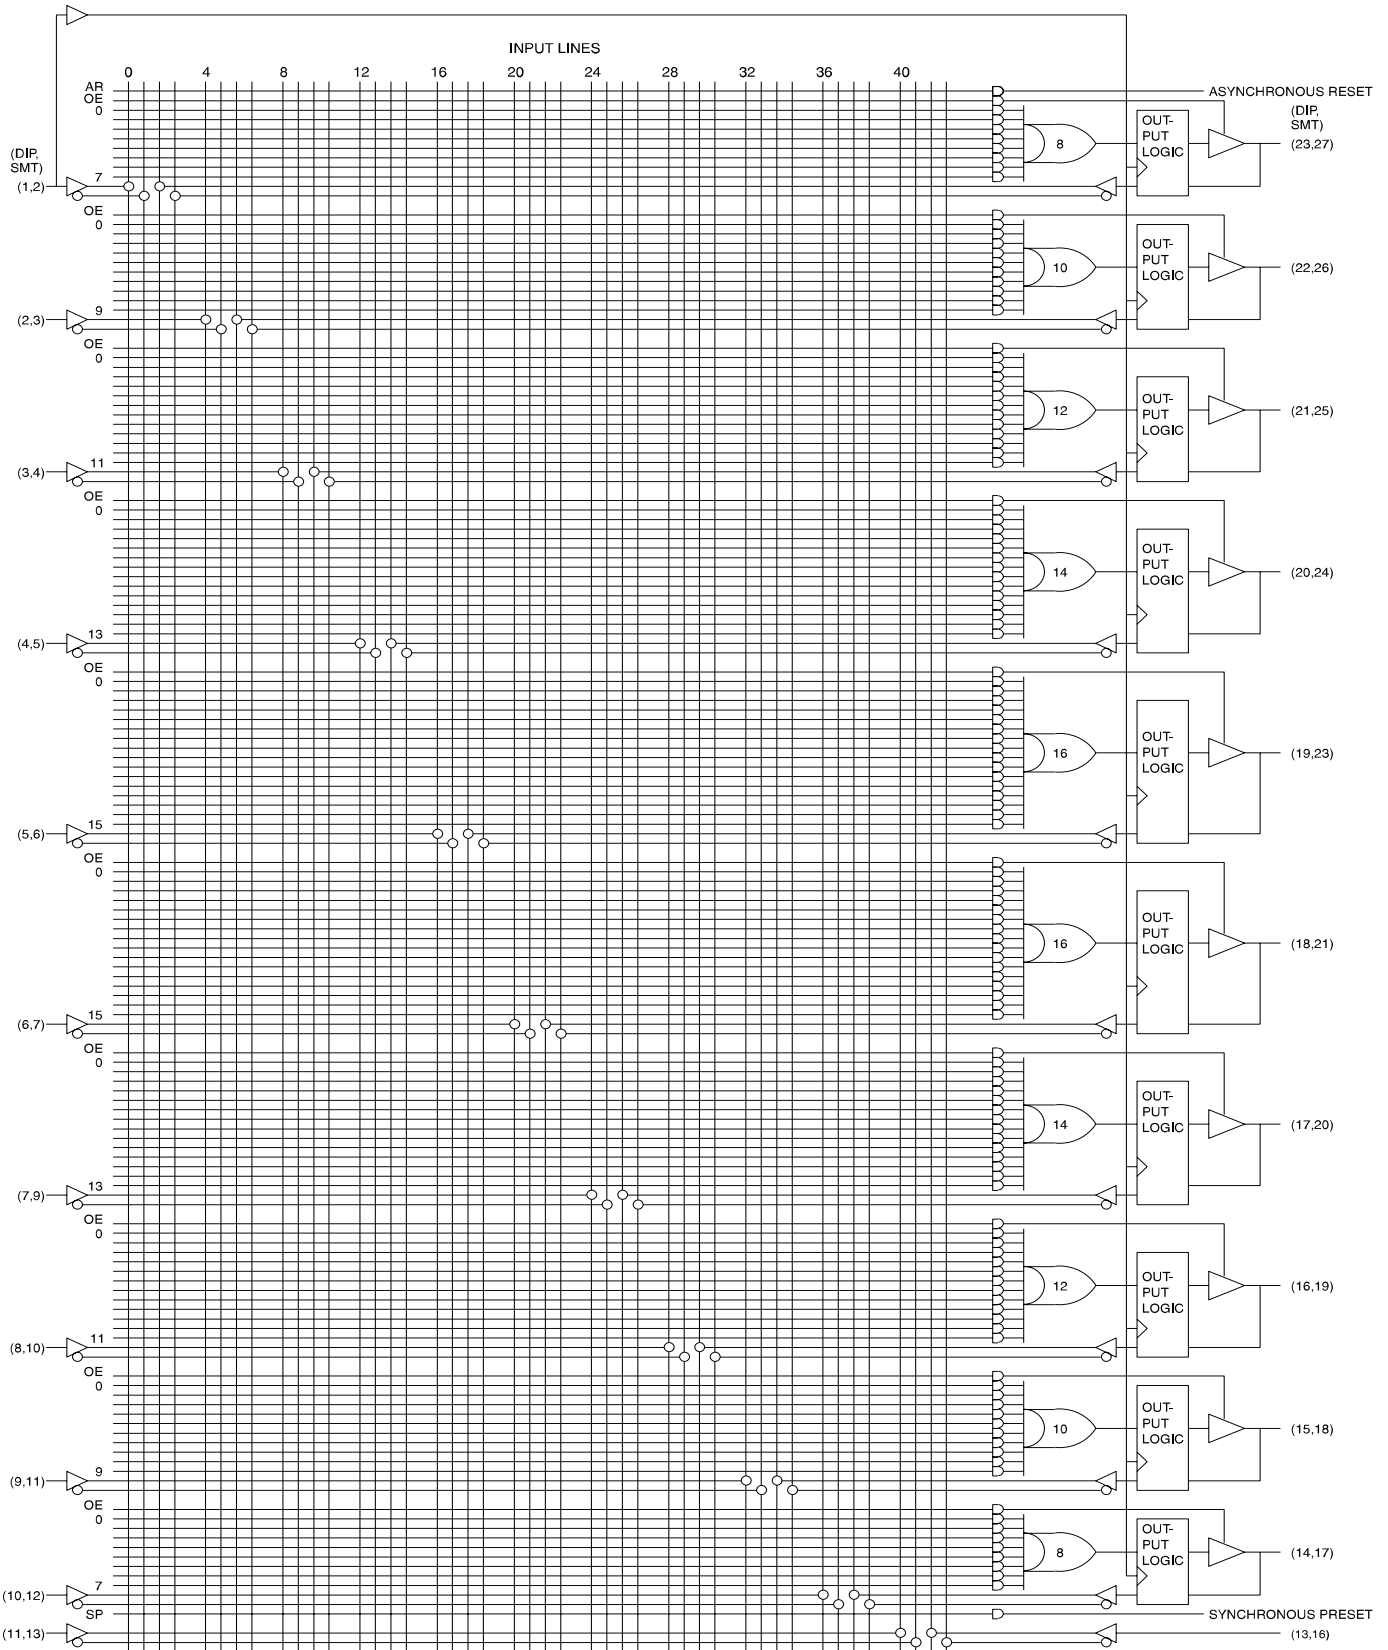 INPUT LINES
0 4 8 12 16 20 24 28 32 36 40
AR
ASYNCHRONOUS RESET
OE
0
(DIP,
SMT)
OUT-
PUT
LOGIC
8
(23,27)
(DIP,
SMT)
7
(1,2)
OE
0
OUT-
PUT
LOGIC
10
(22,26)
9
(2,3)
OE
0
OUT-
PUT
LOGIC
12
(21,25)
11
(3,4)
OE
0
OUT-
PUT
LOGIC
14
(20,24)
13
(4,5)
OE
0
OUT-
PUT
LOGIC
16
(19,23)
15
(5,6)
OE
0
OUT-
PUT
LOGIC
16
(18,21)
15
(6,7)
OE
0
OUT-
PUT
LOGIC
14
(17,20)
13
(7,9)
OE
0
OUT-
PUT
LOGIC
12
(16,19)
11
(8,10)
OE
0
OUT-
PUT
LOGIC
10
(15,18)
9
(9,11)
OE
0
OUT-
PUT
LOGIC
8
(14,17)
7
(10,12)
SP
SYNCHRONOUS PRESET
(11,13)
(13,16)